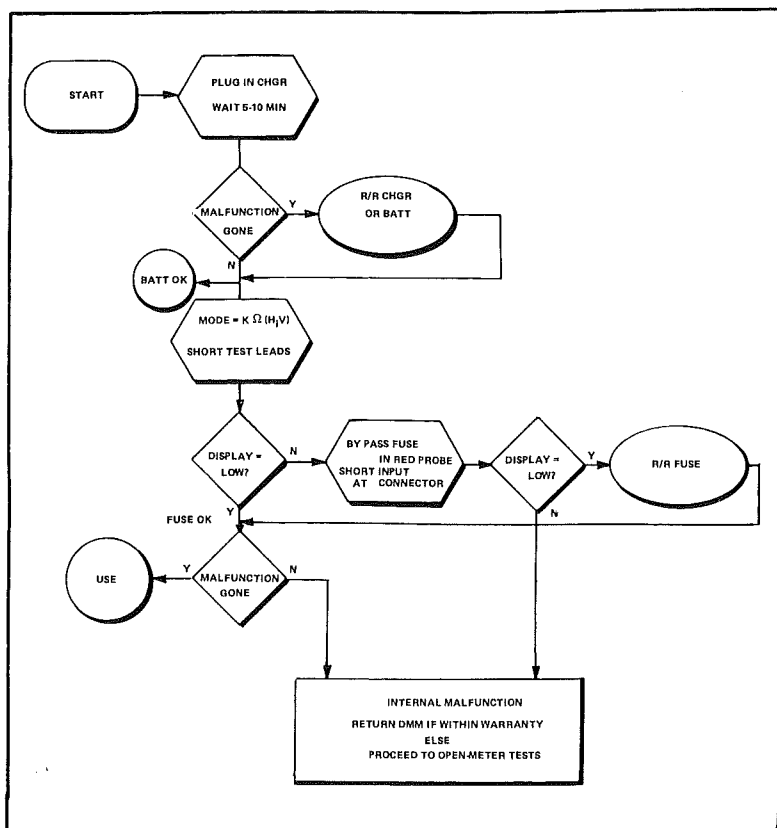 START
PLUG IN CHGR
WAIT 5-10 MIN
MALFUNCTION
GONE
Y
R/R CHGR
OR BATT
N
BATT OK
MODE = K Ω (HiV)
SHORT TEST LEADS
DISPLAY =
LOW?
N
BY PASS FUSE
IN RED PROBE
SHORT INPUT
AT CONNECTOR
DISPLAY =
LOW?
Y
R/R FUSE
Y
N
FUSE OK
USE
Y
MALFUNCTION
GONE
N
INTERNAL MALFUNCTION
RETURN DMM IF WITHIN WARRANTY
ELSE
PROCEED TO OPEN-METER TESTS